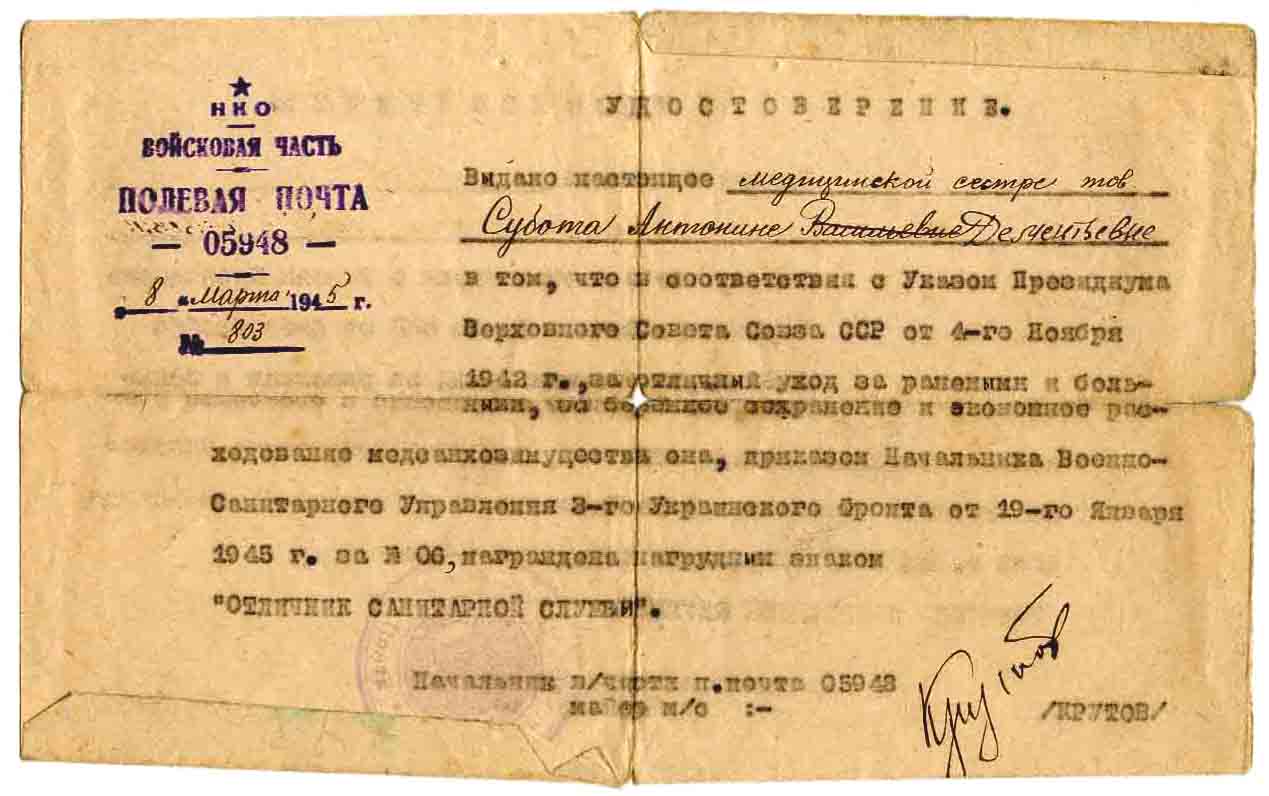 НКО
ВОЙСКОВАЯ ЧАСТЬ
ПОЛЕВАЯ ПОЧТА
— 05948 —
„ 8 „ Марта 1945 г.
№ 803
УДОСТОВЕРЕНИЕ.
Выдано настоящее медицинской сестре тов
Субота Антонине Васильевне Дементьевне
в том, что в соответствии с Указом Президиума
Верховного Совета Союза ССР от 4-го Ноября
1942 г., за отличный уход за ранеными и боль-
ными, за бережное сохранение и экономное рас-
ходование медсанхозимущества она, приказом Начальника Военно-
Санитарного Управления 3-го Украинского Фронта от 19-го Января
1945 г. за № 06, награждена нагрудным знаком
"ОТЛИЧНИК САНИТАРНОЙ СЛУЖБЫ".
Начальник в/части п.почта 05948
майор м/с :-
Крутов
/КРУТОВ/